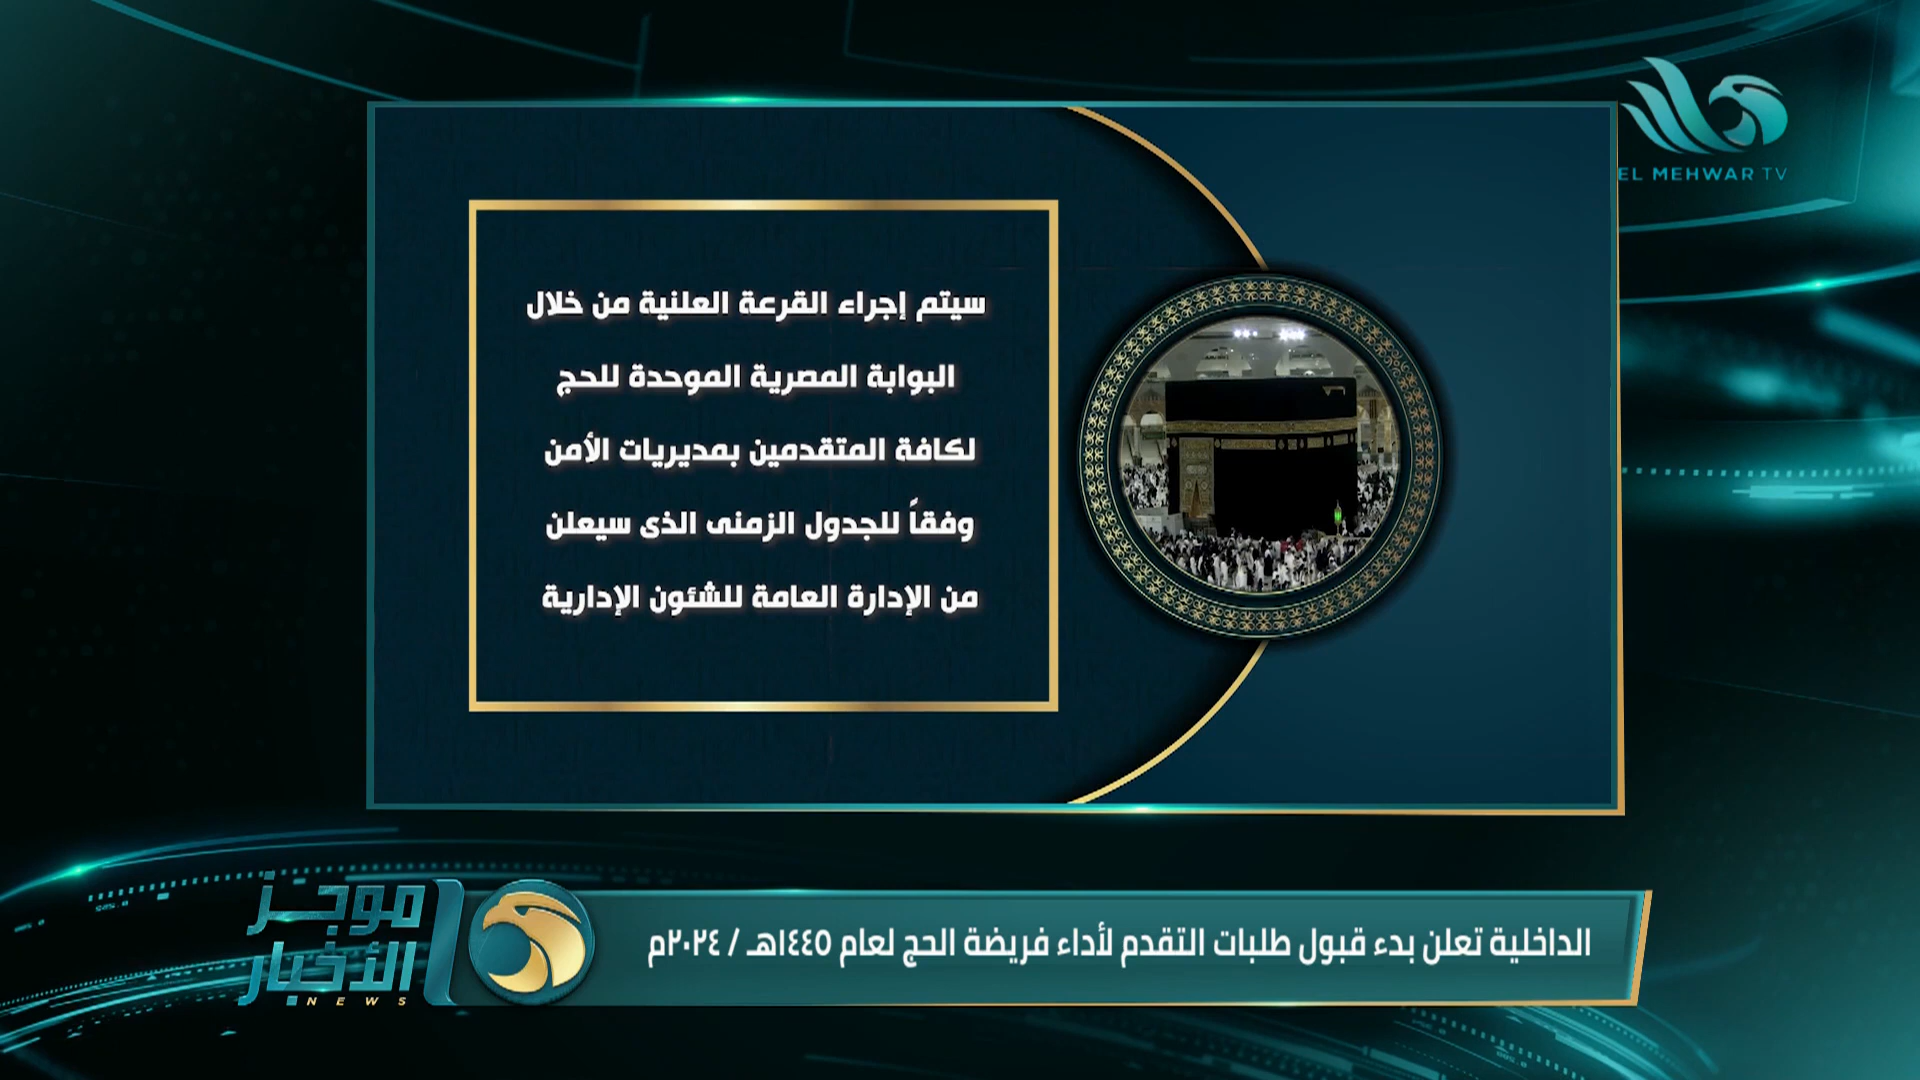 EL MEHWAR TV
سيتم إجراء القرعة العلنية من خلال
البوابة المصرية الموحدة للحج
لكافة المتقدمين بمديريات الأمن
وفقاً للجدول الزمنى الذى سيعلن
من الإدارة العامة للشئون الإدارية
الداخلية تعلن بدء قبول طلبات التقدم لأداء فريضة الحج لعام ١٤٤٥هـ / ٢٠٢٤م
موجز
الأخبار
NEWS